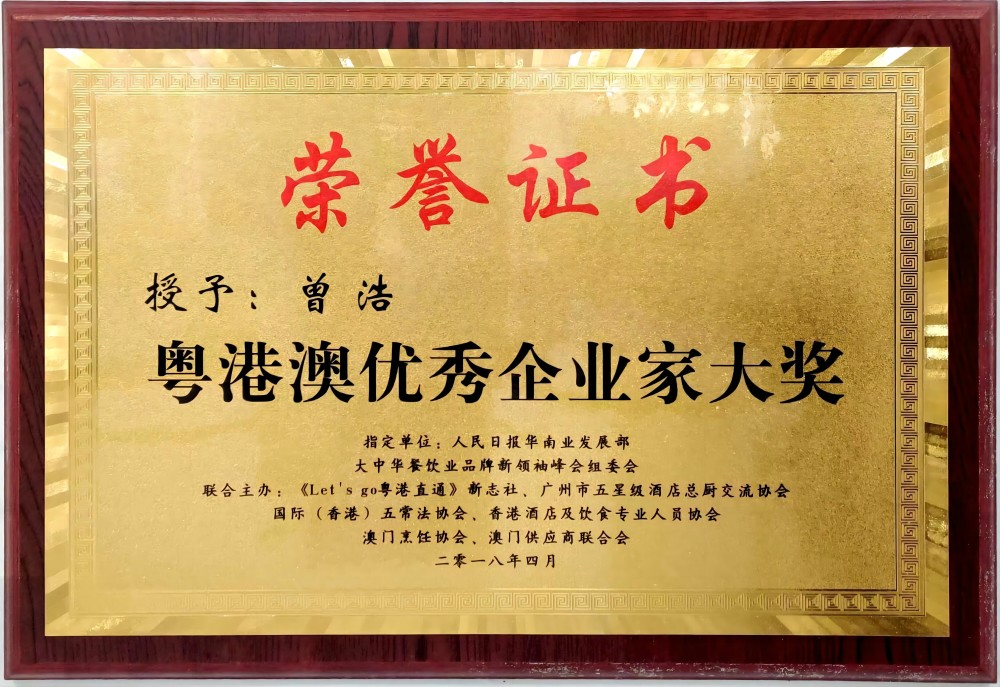 荣誉证书
授予：曾浩
粤港澳优秀企业家大奖
指定单位：人民日报华南业发展部
大中华餐饮业品牌新领袖峰会组委会
联合主办：《Let's go粤港直通》新志社、广州市五星级酒店总厨交流协会
国际（香港）五常法协会、香港酒店及饮食专业人员协会
澳门烹饪协会、澳门供应商联合会
二零一八年四月